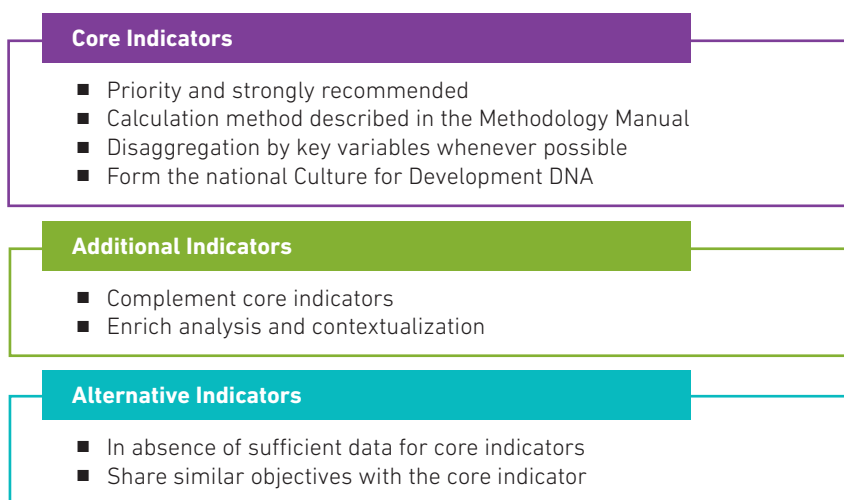 Core Indicators
■ Priority and strongly recommended
■ Calculation method described in the Methodology Manual
■ Disaggregation by key variables whenever possible
■ Form the national Culture for Development DNA
Additional Indicators
■ Complement core indicators
■ Enrich analysis and contextualization
Alternative Indicators
■ In absence of sufficient data for core indicators
■ Share similar objectives with the core indicator